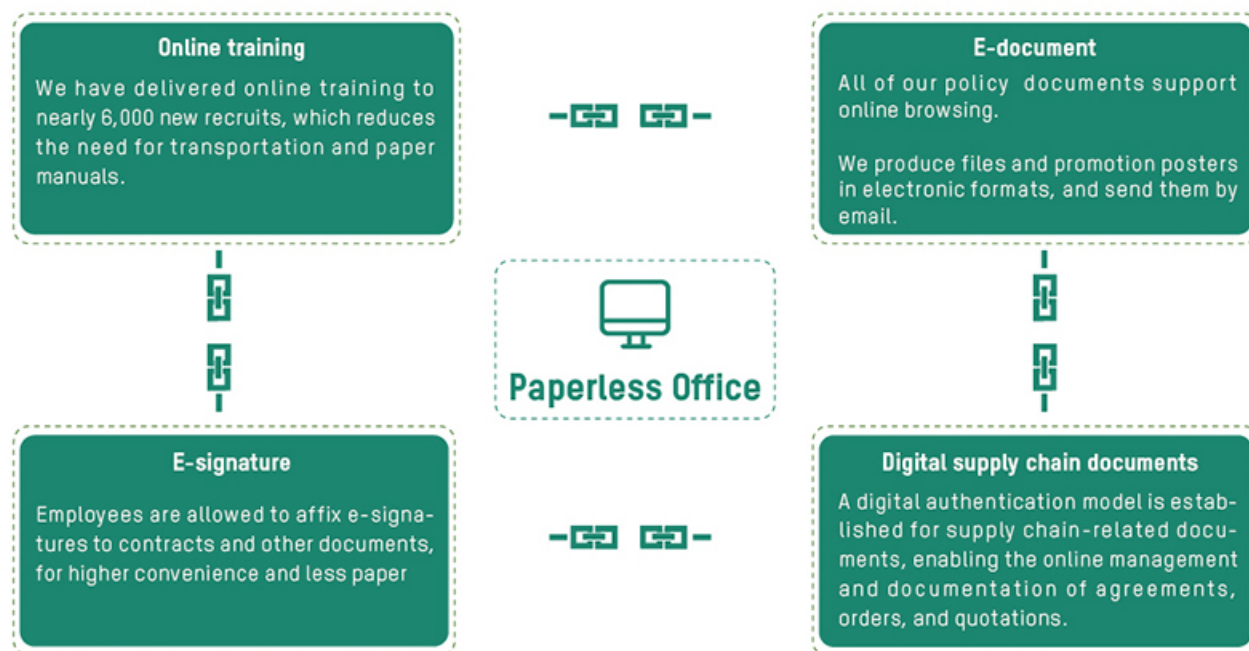 Online training
We have delivered online training to
nearly 6,000 new recruits, which reduces
the need for transportation and paper
manuals.
E-document
All of our policy documents support
online browsing.
We produce files and promotion posters
in electronic formats, and send them by
email.
Paperless Office
E-signature
Employees are allowed to affix e-signa-
tures to contracts and other documents,
for higher convenience and less paper
Digital supply chain documents
A digital authentication model is estab-
lished for supply chain-related docu-
ments, enabling the online management
and documentation of agreements,
orders, and quotations.